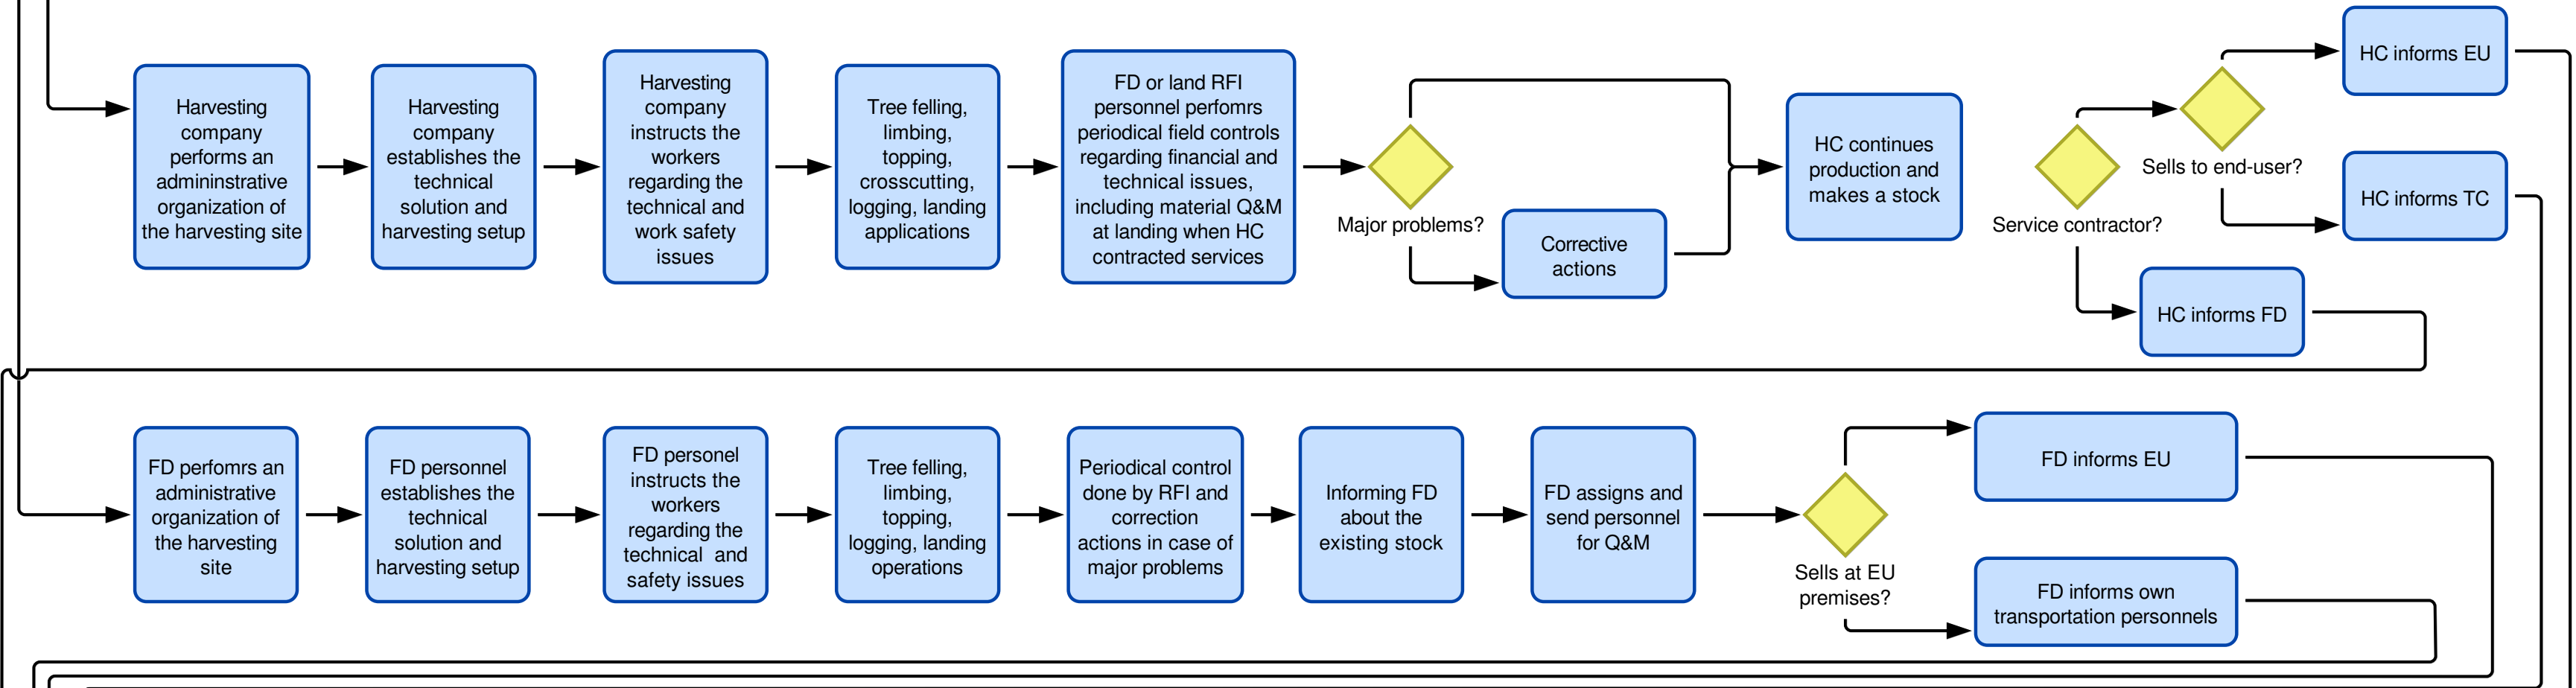 Harvesting
company
performs an
admininstrative
organization of
the harvesting site
Harvesting
company
establishes the
technical
solution and
harvesting setup
Harvesting
company
instructs the
workers
regarding the
technical and
work safety
issues
Tree felling,
limbing,
topping,
crosscutting,
logging, landing
applications
FD or land RFI
personnel perfomrs
periodical field controls
regarding financial and
technical issues,
including material Q&M
at landing when HC
contracted services
Major problems?
Corrective
actions
HC continues
production and
makes a stock
Service contractor?
Sells to end-user?
HC informs EU
HC informs TC
HC informs FD
FD perfomrs an
administrative
organization of
the harvesting
site
FD personnel
establishes the
technical
solution and
harvesting setup
FD personel
instructs the
workers
regarding the
technical  and
safety issues
Tree felling,
limbing,
topping,
logging, landing
operations
Periodical control
done by RFI and
correction
actions in case of
major problems
Informing FD
about the
existing stock
FD assigns and
send personnel
for Q&M
Sells at EU
premises?
FD informs EU
FD informs own
transportation personnels